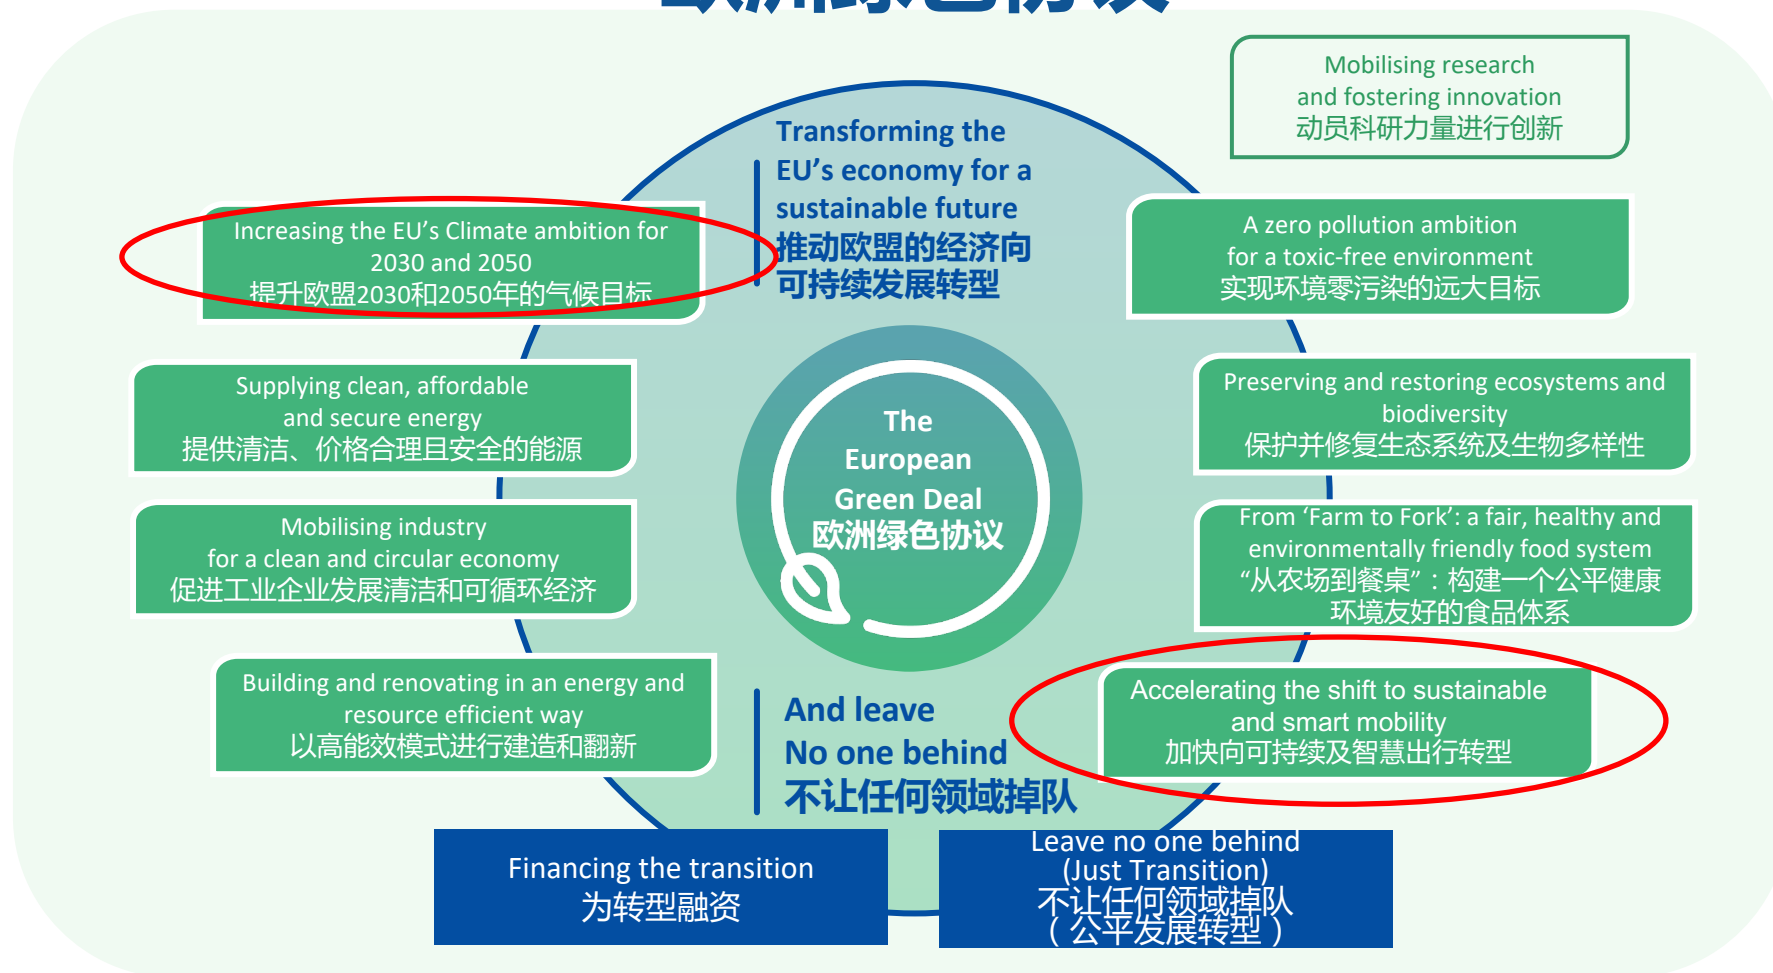 欧洲绿色协议
Mobilising research
and fostering innovation
动员科研力量进行创新
Transforming the
EU’s economy for a
sustainable future
推动欧盟的经济向
可持续发展转型
Increasing the EU’s Climate ambition for
2030 and 2050
提升欧盟2030和2050年的气候目标
A zero pollution ambition
for a toxic-free environment
实现环境零污染的远大目标
Supplying clean, affordable
and secure energy
提供清洁、价格合理且安全的能源
The
European
Green Deal
欧洲绿色协议
Preserving and restoring ecosystems and
biodiversity
保护并修复生态系统及生物多样性
Mobilising industry
for a clean and circular economy
促进工业企业发展清洁和可循环经济
From ‘Farm to Fork’: a fair, healthy and
environmentally friendly food system
“从农场到餐桌”：构建一个公平健康
环境友好的食品体系
Building and renovating in an energy and
resource efficient way
以高能效模式进行建造和翻新
And leave
No one behind
不让任何领域掉队
Accelerating the shift to sustainable
and smart mobility
加快向可持续及智慧出行转型
Financing the transition
为转型融资
Leave no one behind
(Just Transition)
不让任何领域掉队
（公平发展转型）